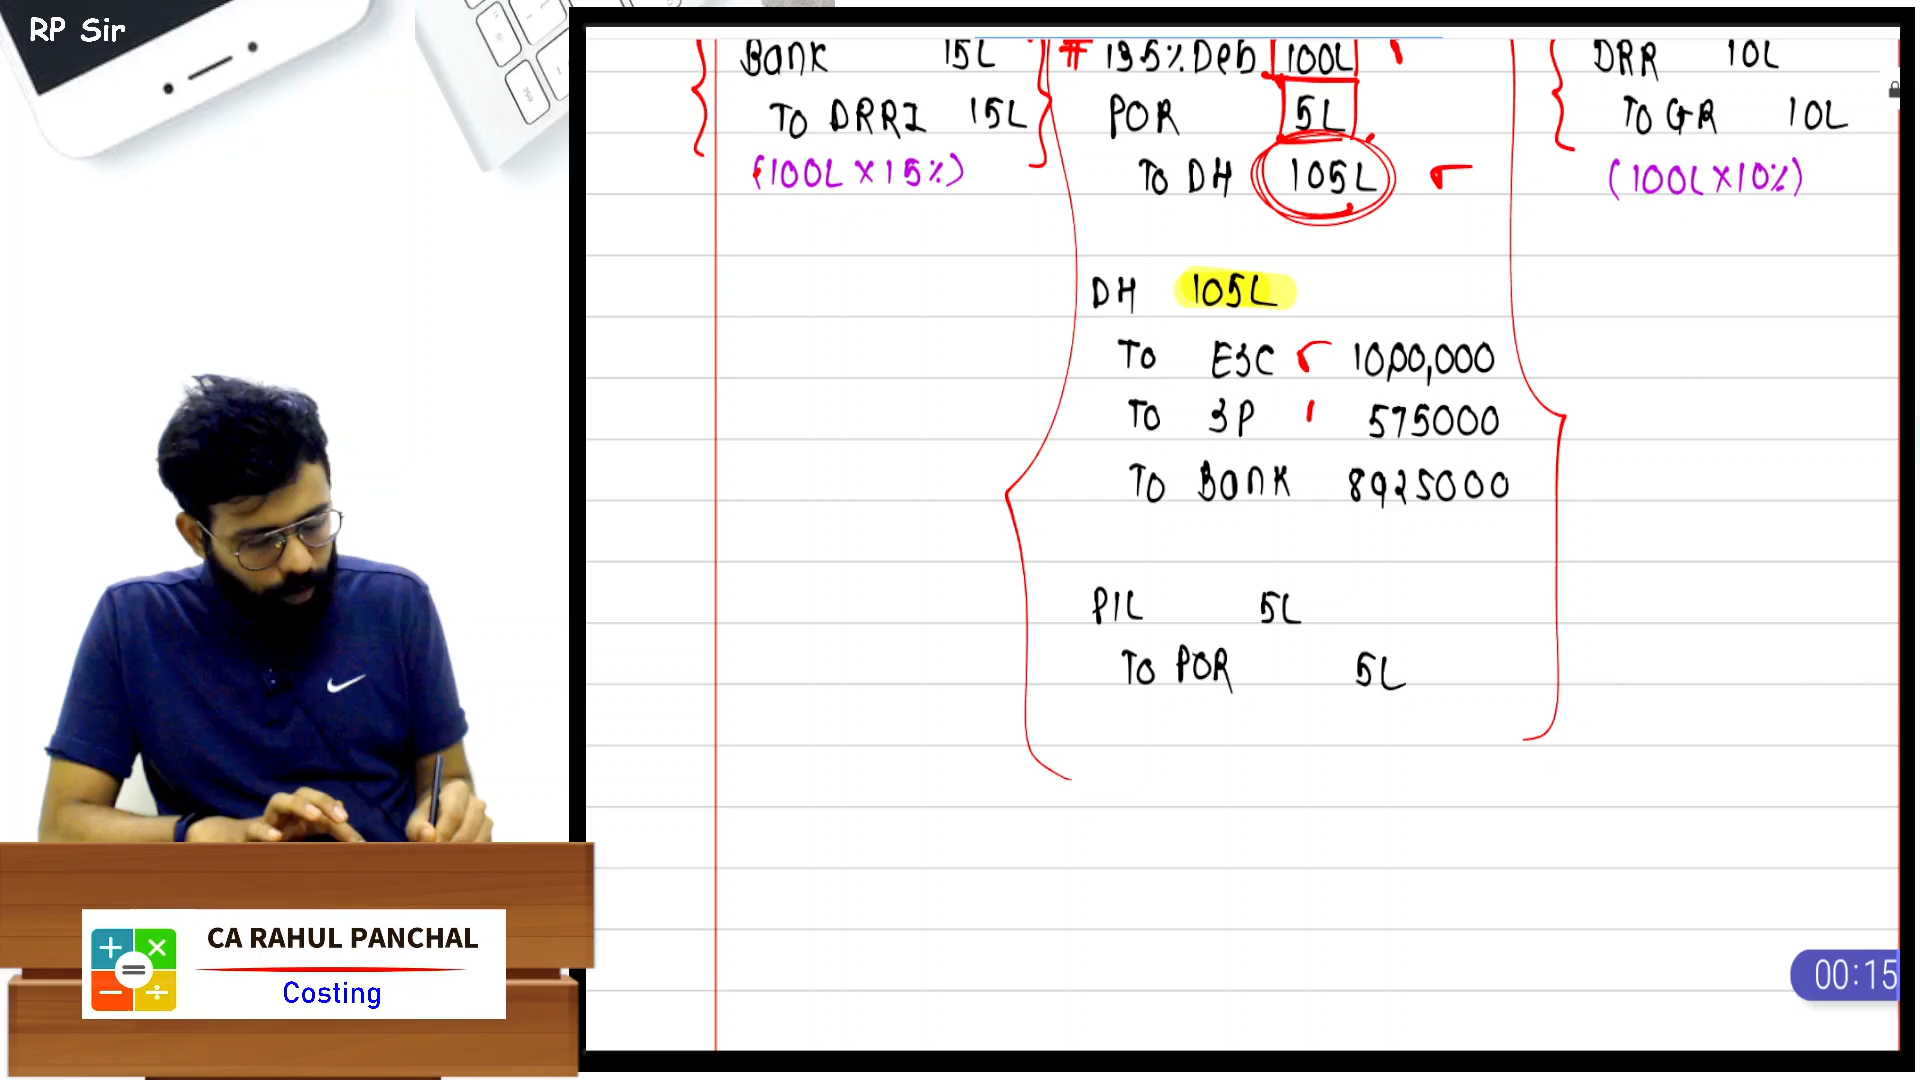 RP Sir
Bank 15L
TO DRRI 15L
(100L X 15%)
# 13.5% Deb 100L
POR 5L
TO DH 105L
DRR 10L
TO GR 10L
(100L X 10%)
DH 105L
TO ESC 10,00,000
TO SP 575000
TO Bank 8925000
P/L 5L
TO POR 5L
CA RAHUL PANCHAL
Costing
00:15